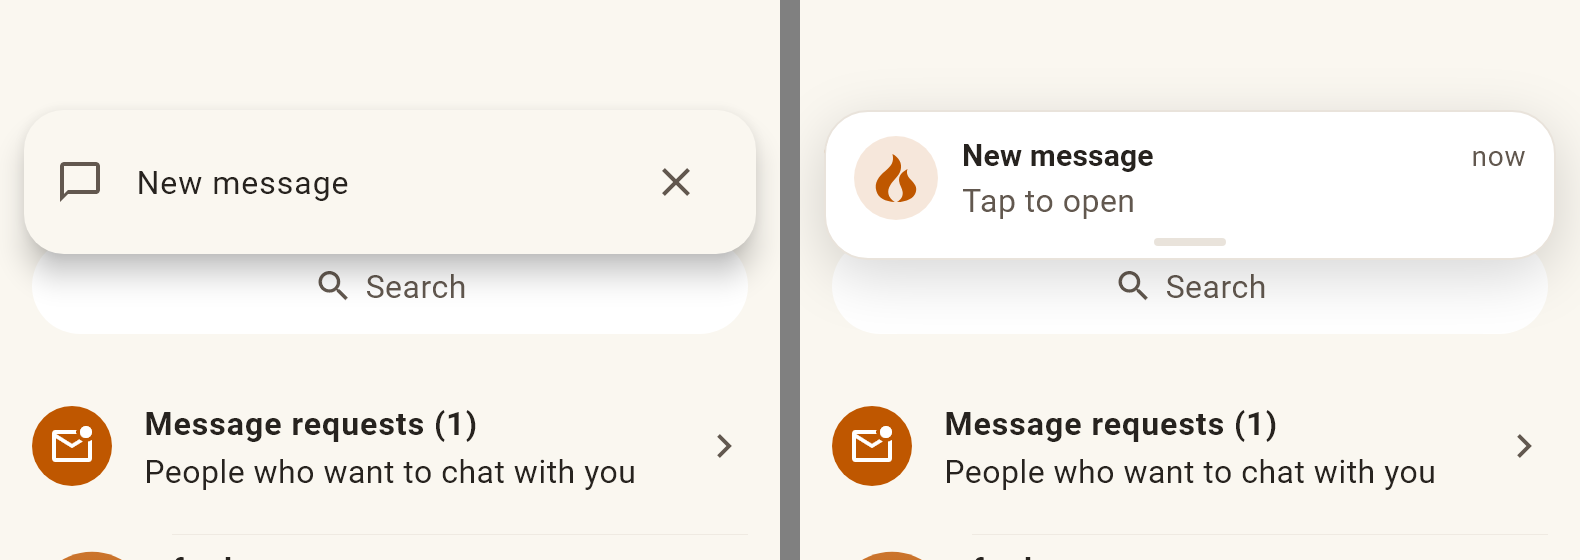 New message
Search
Message requests (1)
People who want to chat with you
New message
now
Tap to open
Search
Message requests (1)
People who want to chat with you